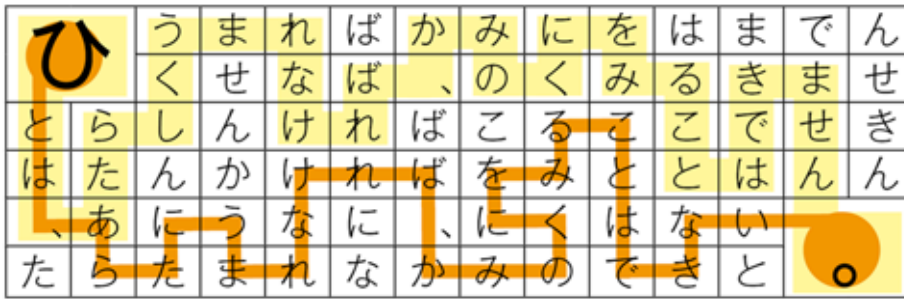 ひうまればかみにをはまでん
くせなば、のくみるきませ
とらしんければこるここでせき
はたんかければをみととはんん
、あにうなに、にくはない
たらたまれなかみのできと。